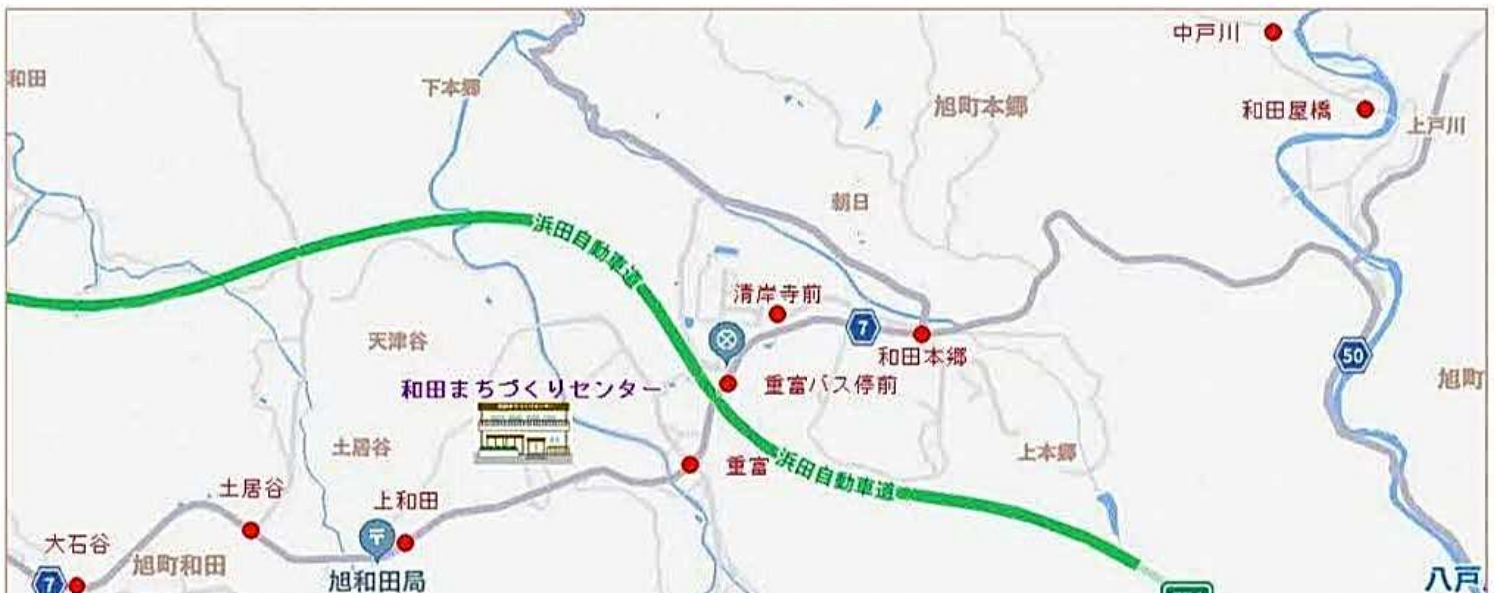 中戸川
和田
下本郷
旭町本郷
和田屋橋
上戸川
朝日
浜田自動車道
清岸寺前
7
和田本郷
天津谷
50
和田まちづくりセンター
重富バス停前
旭町
土居谷
上本郷
重富
浜田自動車道
土居谷
上和田
〒
大石谷
旭町和田
旭和田局
7
八戸